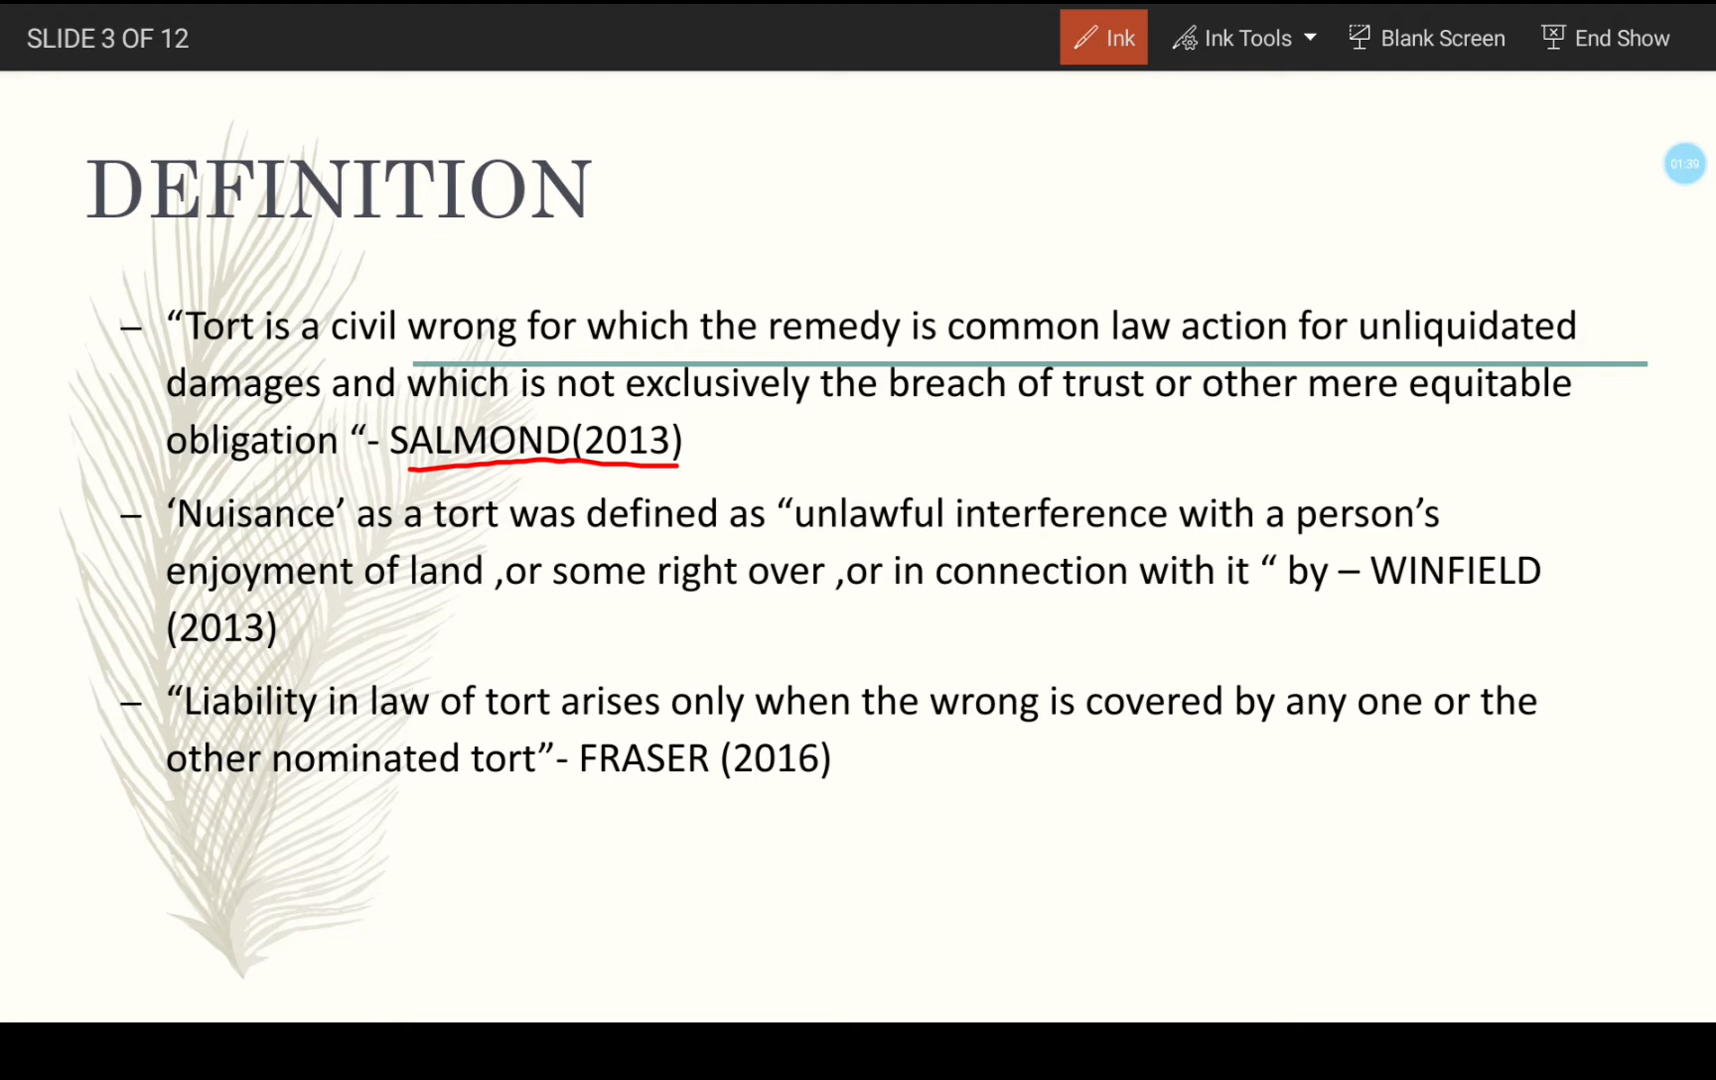 SLIDE 3 OF 12
Ink
Ink Tools
Blank Screen
End Show
01:39
DEFINITION
– “Tort is a civil wrong for which the remedy is common law action for unliquidated
damages and which is not exclusively the breach of trust or other mere equitable
obligation “- SALMOND(2013)
– ‘Nuisance’ as a tort was defined as “unlawful interference with a person’s
enjoyment of land ,or some right over ,or in connection with it “ by – WINFIELD
(2013)
– “Liability in law of tort arises only when the wrong is covered by any one or the
other nominated tort”- FRASER (2016)